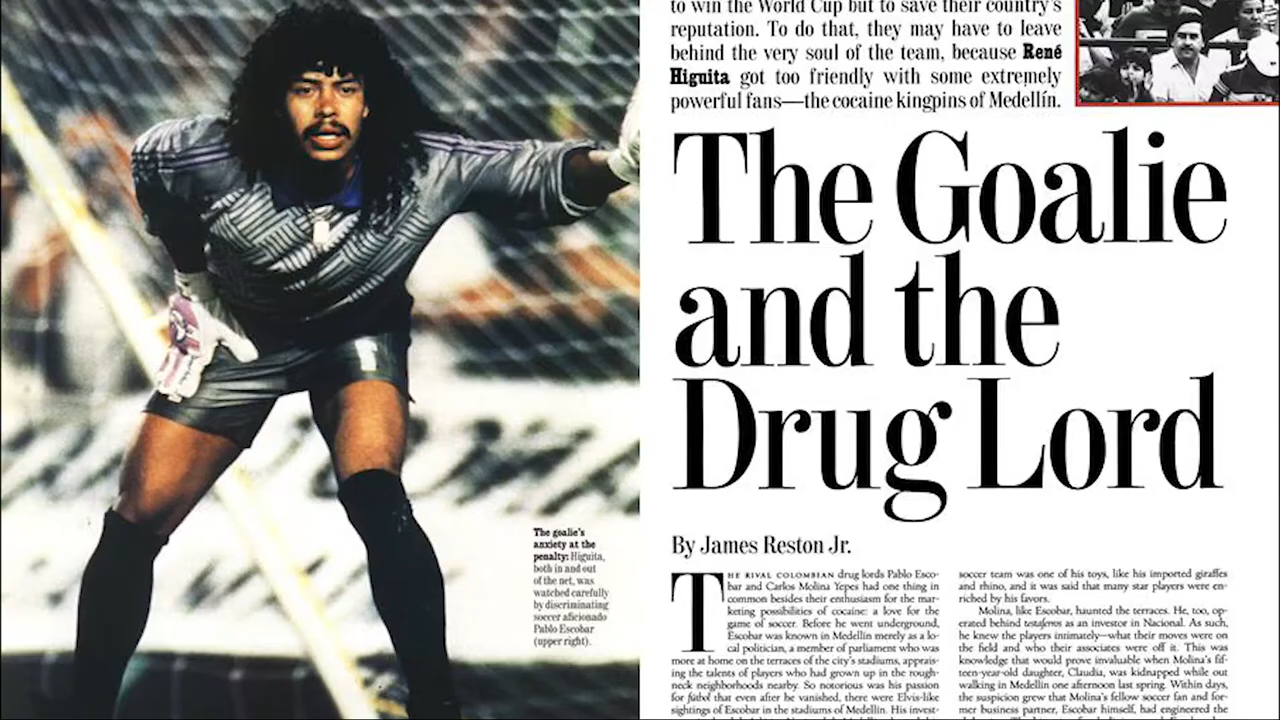 to win the World Cup but to save their country's
reputation. To do that, they may have to leave
behind the very soul of the team, because René
Higuita got too friendly with some extremely
powerful fans—the cocaine kingpins of Medellín.
The Goalie
and the
Drug Lord
By James Reston Jr.
The goalie's
anxiety at the
penalty: Higuita,
both in and out
of the net, was
watched carefully
by discriminating
soccer aficionado
Pablo Escobar
(upper right).
THE RIVAL COLOMBIAN drug lords Pablo Esco-
bar and Carlos Molina Yepes had one thing in
common besides their enthusiasm for the mar-
keting possibilities of cocaine: a love for the
game of soccer. Before he went underground,
Escobar was known in Medellín merely as a lo-
cal politician, a member of parliament who was
more at home on the terraces of the city's stadiums, apprais-
ing the talents of players who had grown up in the rough-
neck neighborhoods nearby. So notorious was his passion
for fútbol that even after he vanished, there were Elvis-like
sightings of Escobar in the stadiums of Medellín. His invest-
soccer team was one of his toys, like his imported giraffes
and rhino, and it was said that many star players were en-
riched by his favors.
Molina, like Escobar, haunted the terraces. He, too, op-
erated behind testaferros as an investor in Nacional. As such,
he knew the players intimately—what their moves were on
the field and who their associates were off it. This was
knowledge that would prove invaluable when Molina's fif-
teen-year-old daughter, Claudia, was kidnapped while out
walking in Medellín one afternoon last spring. Within days,
the suspicion grew that Molina's fellow soccer fan and for-
mer business partner, Escobar himself, had engineered the